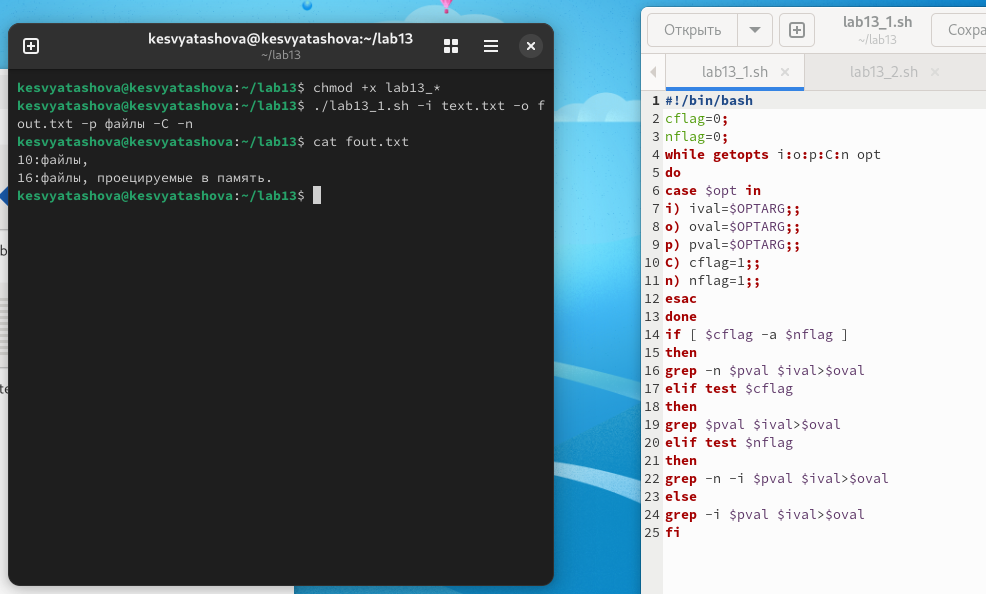 kesvyatashova@kesvyatashova:~/lab13
~/lab13
kesvyatashova@kesvyatashova:~/lab13$ chmod +x lab13_*
kesvyatashova@kesvyatashova:~/lab13$ ./lab13_1.sh -i text.txt -o f
out.txt -p файлы -C -n
kesvyatashova@kesvyatashova:~/lab13$ cat fout.txt
10:файлы,
16:файлы, проецируемые в память.
kesvyatashova@kesvyatashova:~/lab13$
Открыть
lab13_1.sh
~/lab13
Сохра
lab13_1.sh ×
lab13_2.sh ×
1 #!/bin/bash
2 cflag=0;
3 nflag=0;
4 while getopts i:o:p:C:n opt
5 do
6 case $opt in
7 i) ival=$OPTARG;;
8 o) oval=$OPTARG;;
9 p) pval=$OPTARG;;
10 C) cflag=1;;
11 n) nflag=1;;
12 esac
13 done
14 if [ $cflag -a $nflag ]
15 then
16 grep -n $pval $ival>$oval
17 elif test $cflag
18 then
19 grep $pval $ival>$oval
20 elif test $nflag
21 then
22 grep -n -i $pval $ival>$oval
23 else
24 grep -i $pval $ival>$oval
25 fi